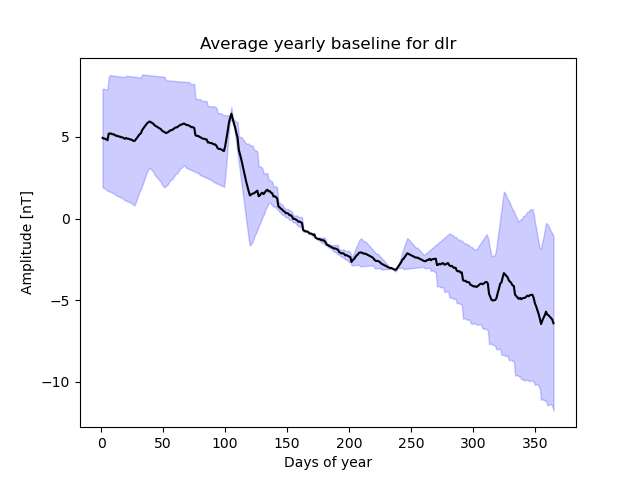 Average yearly baseline for dlr
Amplitude [nT]
5
0
−5
−10
0 50 100 150 200 250 300 350
Days of year